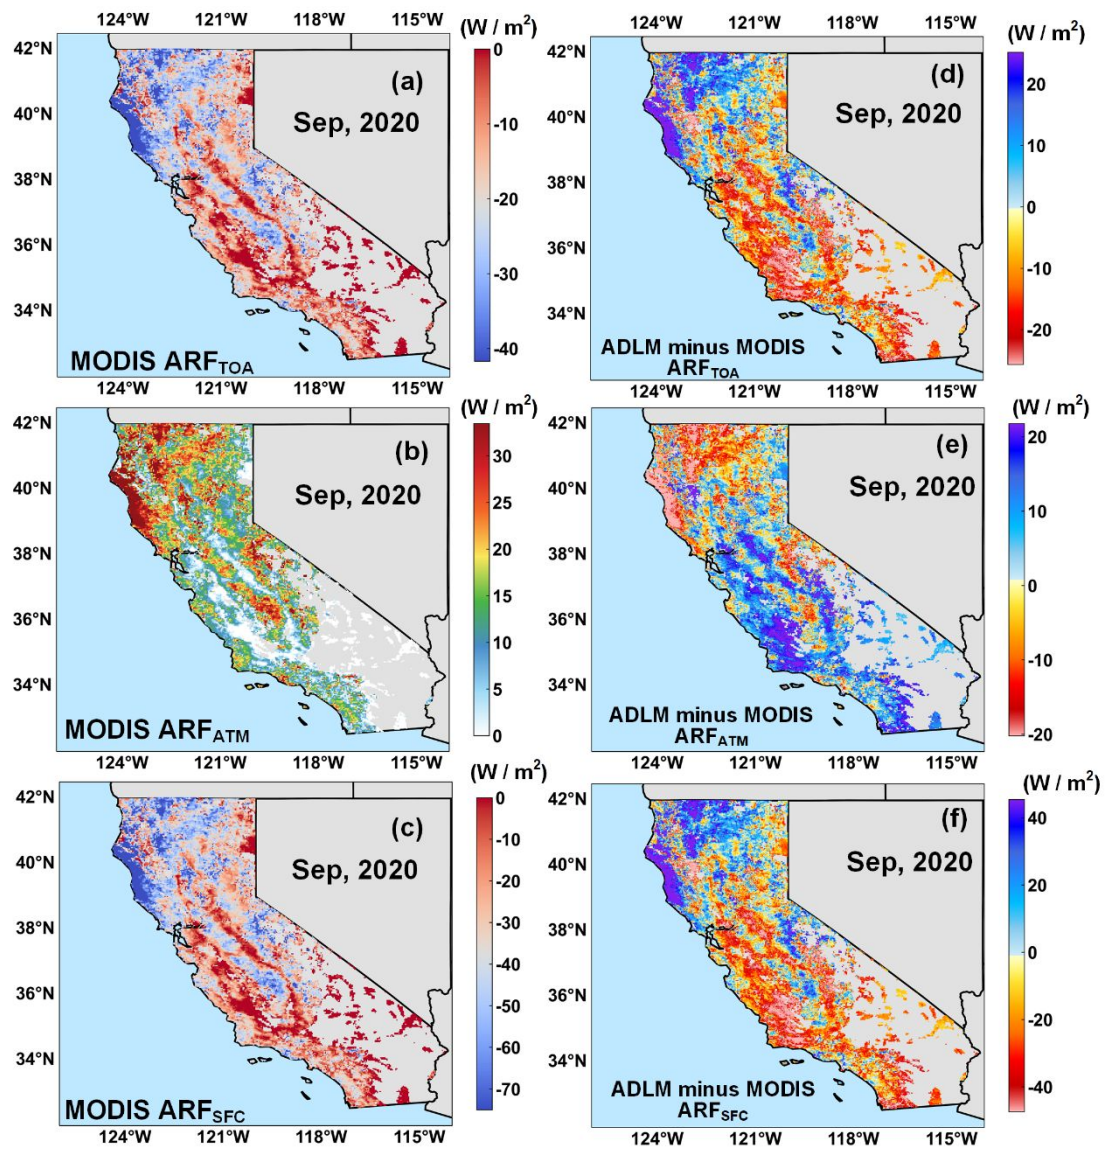 124°W 121°W 118°W 115°W
(W / m²)
42°N
40°N
38°N
36°N
34°N
(a)
Sep, 2020
MODIS ARF_TOA
0
-10
-20
-30
-40
124°W 121°W 118°W 115°W
(W / m²)
42°N
40°N
38°N
36°N
34°N
(d)
Sep, 2020
ADLM minus MODIS
ARF_TOA
20
10
0
-10
-20
124°W 121°W 118°W 115°W
(W / m²)
42°N
40°N
38°N
36°N
34°N
(b)
Sep, 2020
MODIS ARF_ATM
30
25
20
15
10
5
0
124°W 121°W 118°W 115°W
(W / m²)
42°N
40°N
38°N
36°N
34°N
(e)
Sep, 2020
ADLM minus MODIS
ARF_ATM
20
10
0
-10
-20
124°W 121°W 118°W 115°W
(W / m²)
42°N
40°N
38°N
36°N
34°N
(c)
Sep, 2020
MODIS ARF_SFC
0
-10
-20
-30
-40
-50
-60
-70
124°W 121°W 118°W 115°W
124°W 121°W 118°W 115°W
(W / m²)
42°N
40°N
38°N
36°N
34°N
(f)
Sep, 2020
ADLM minus MODIS
ARF_SFC
40
20
0
-20
-40
124°W 121°W 118°W 115°W